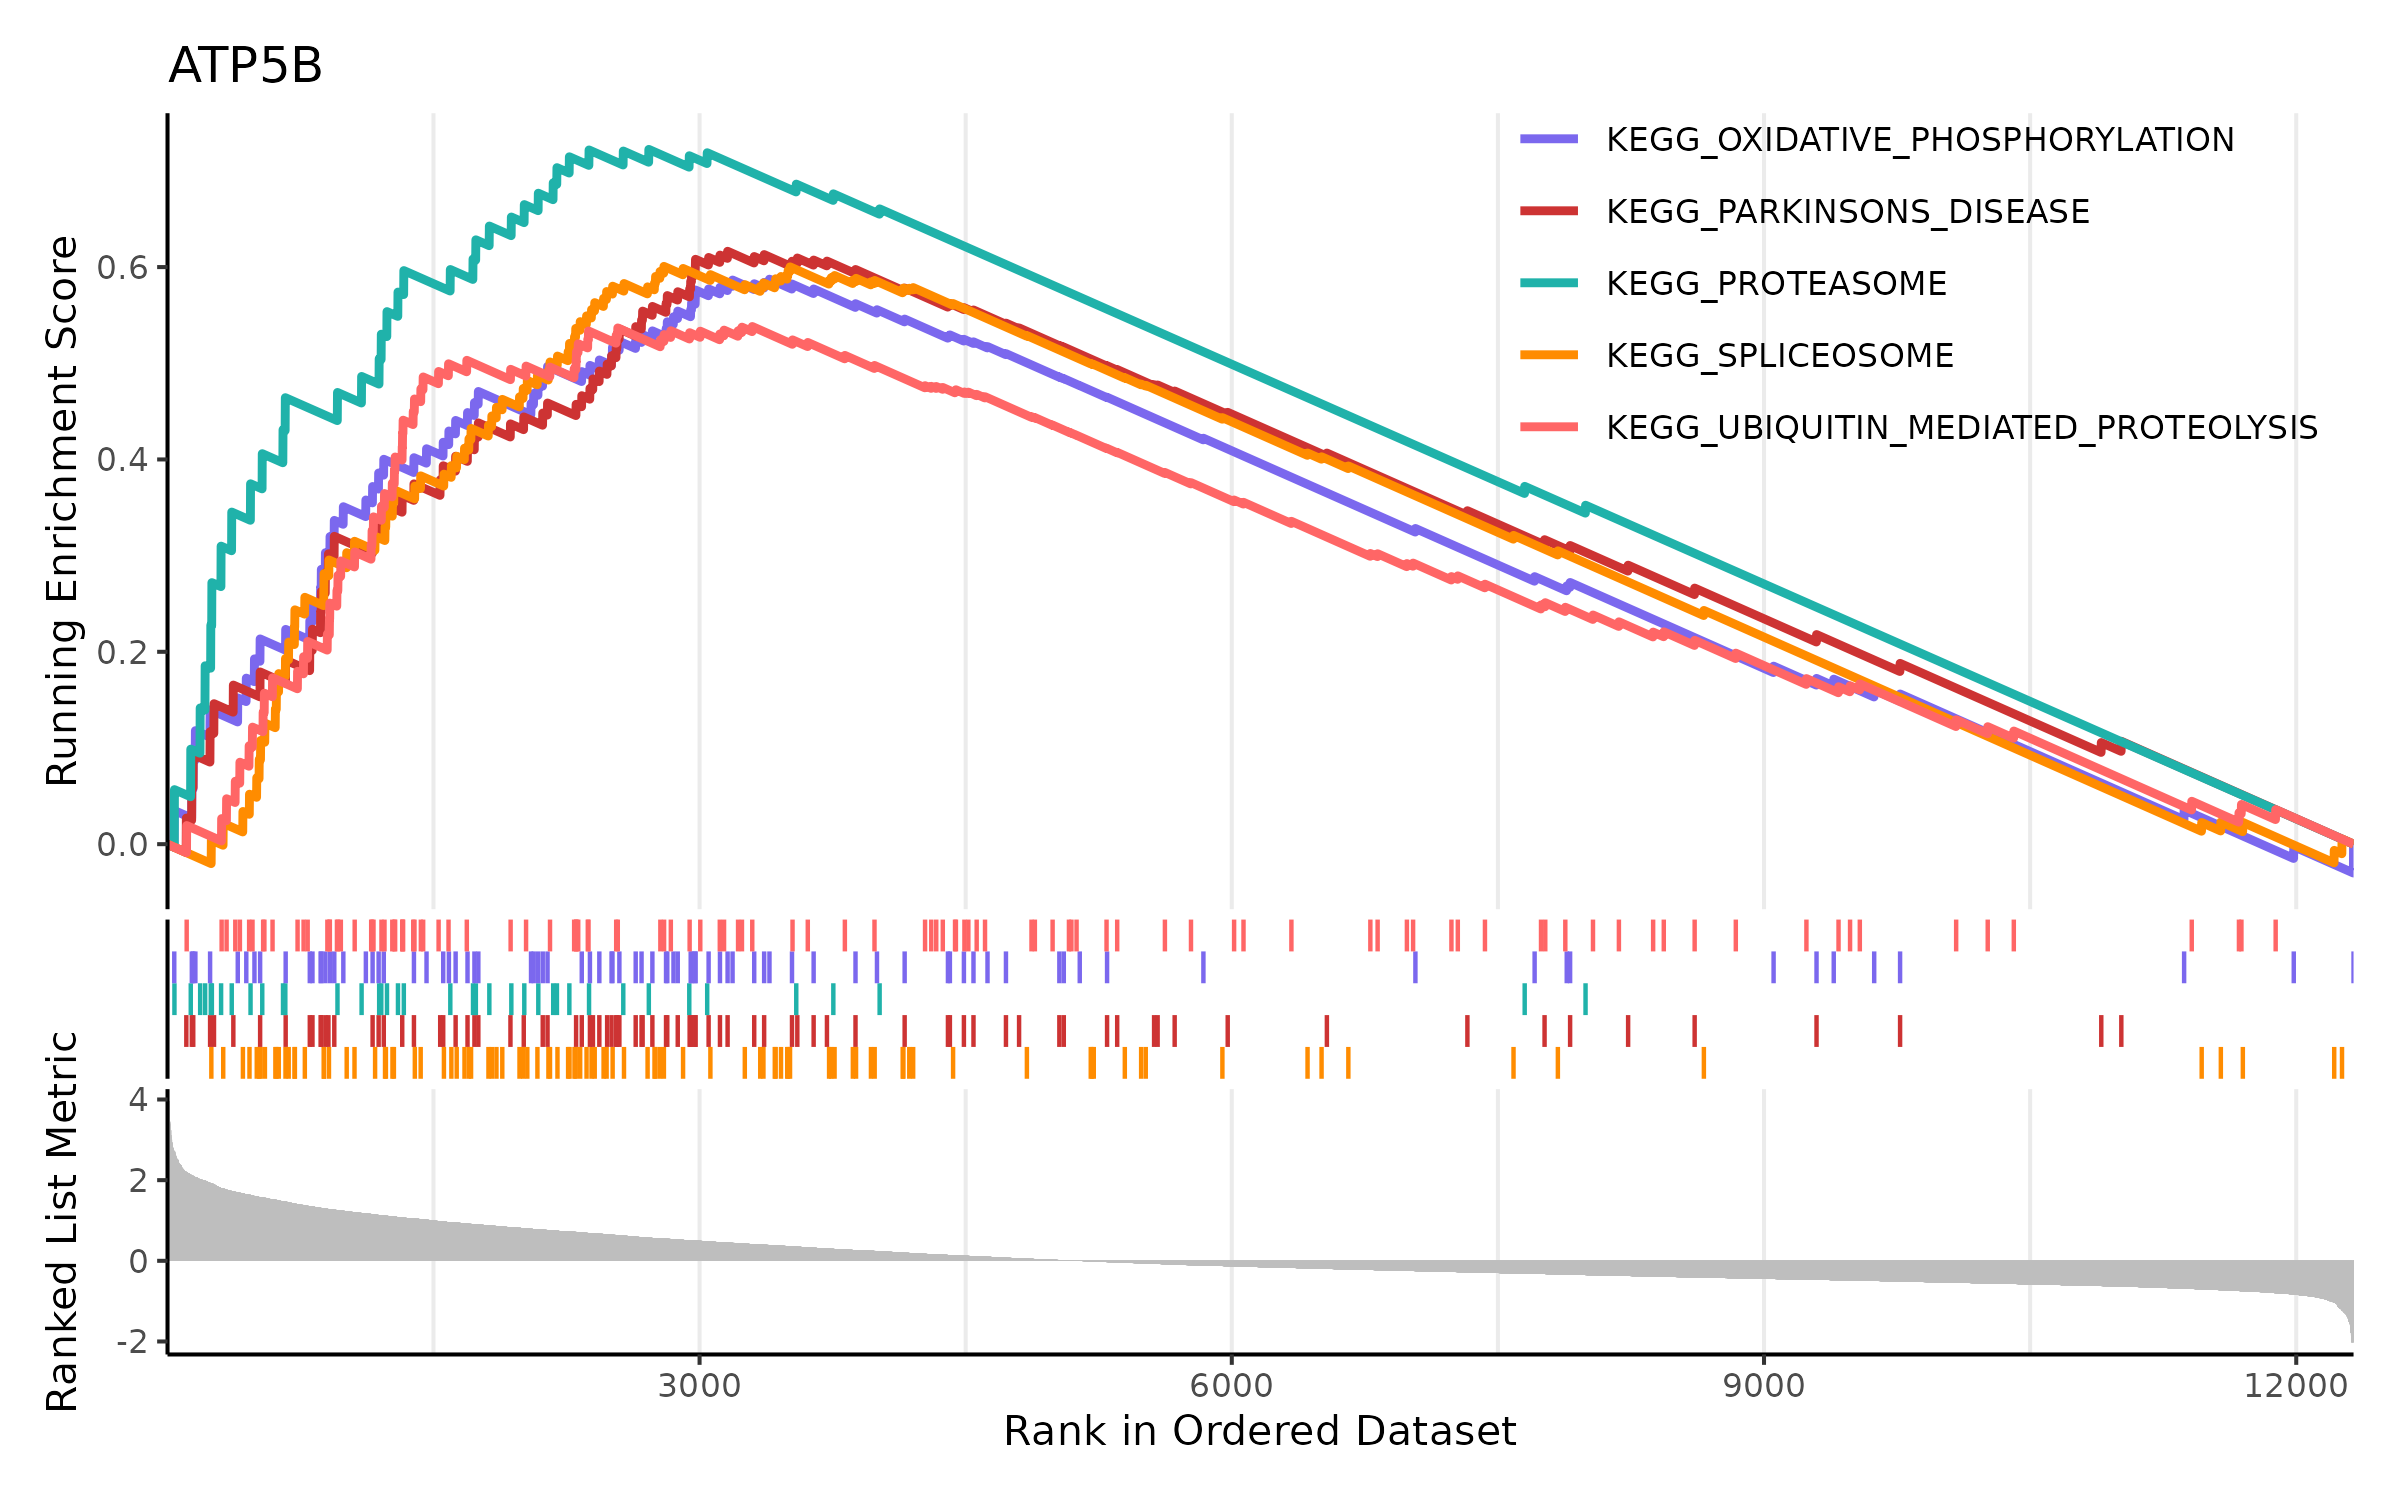 ATP5B
Running Enrichment Score
0.6
0.4
0.2
0.0
KEGG_OXIDATIVE_PHOSPHORYLATION
KEGG_PARKINSONS_DISEASE
KEGG_PROTEASOME
KEGG_SPLICEOSOME
KEGG_UBIQUITIN_MEDIATED_PROTEOLYSIS
Ranked List Metric
4
2
0
-2
3000 6000 9000 12000
Rank in Ordered Dataset